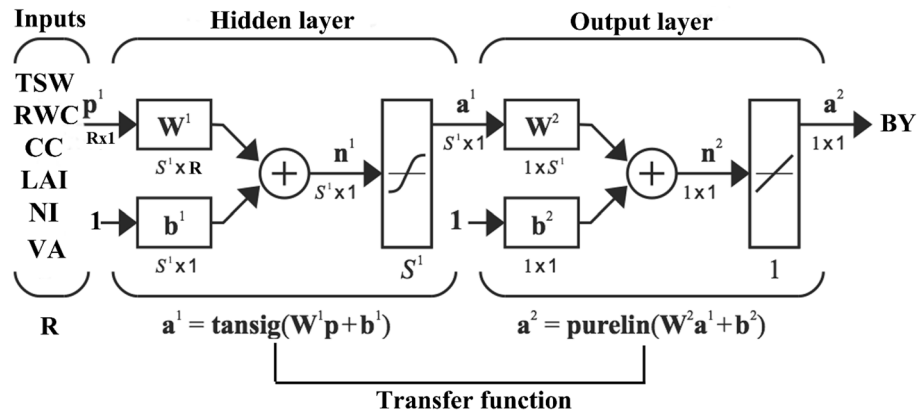 Inputs
Hidden layer
Output layer
TSW
RWC
CC
LAI
NI
VA
p¹
Rx1
W¹
S¹xR
1
b¹
S¹x1
+
n¹
S¹x1
S¹
a¹
S¹x1
W²
1xS¹
1
b²
1x1
+
n²
1x1
1
a²
1x1
BY
R
a¹ = tansig(W¹p+b¹)
a² = purelin(W²a¹+b²)
Transfer function